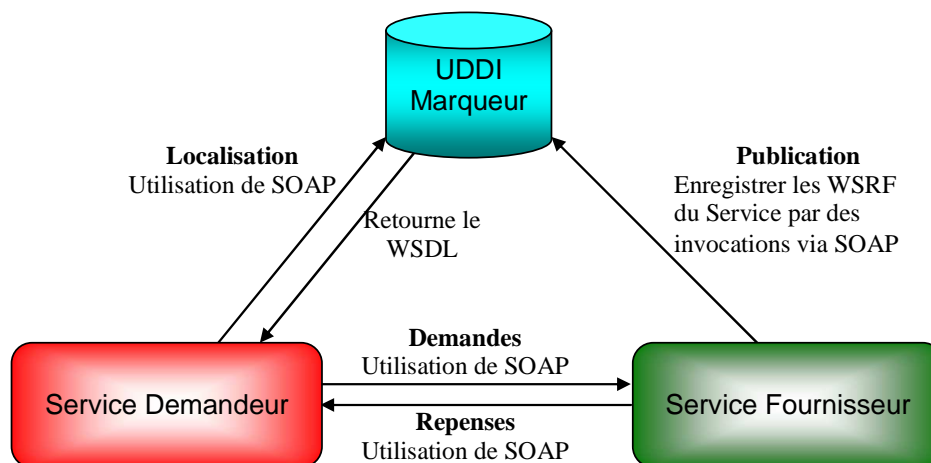 UDDI
Marqueur
Localisation
Utilisation de SOAP
Publication
Enregistrer les WSRF
du Service par des
invocations via SOAP
Retourne le
WSDL
Demandes
Utilisation de SOAP
Service Demandeur
Service Fournisseur
Repenses
Utilisation de SOAP